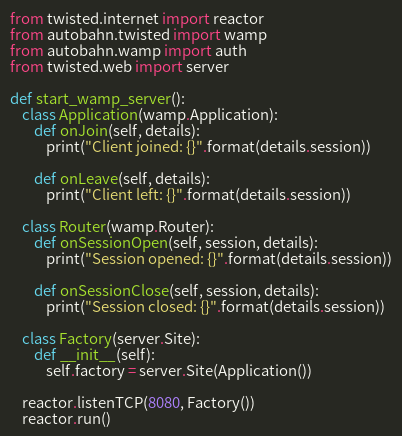 from twisted.internet import reactor
from autobahn.twisted import wamp
from autobahn.wamp import auth
from twisted.web import server

def start_wamp_server():
    class Application(wamp.Application):
        def onJoin(self, details):
            print("Client joined: {}".format(details.session))

        def onLeave(self, details):
            print("Client left: {}".format(details.session))

    class Router(wamp.Router):
        def onSessionOpen(self, session, details):
            print("Session opened: {}".format(details.session))

        def onSessionClose(self, session, details):
            print("Session closed: {}".format(details.session))

    class Factory(server.Site):
        def __init__(self):
            self.factory = server.Site(Application())

    reactor.listenTCP(8080, Factory())
    reactor.run()